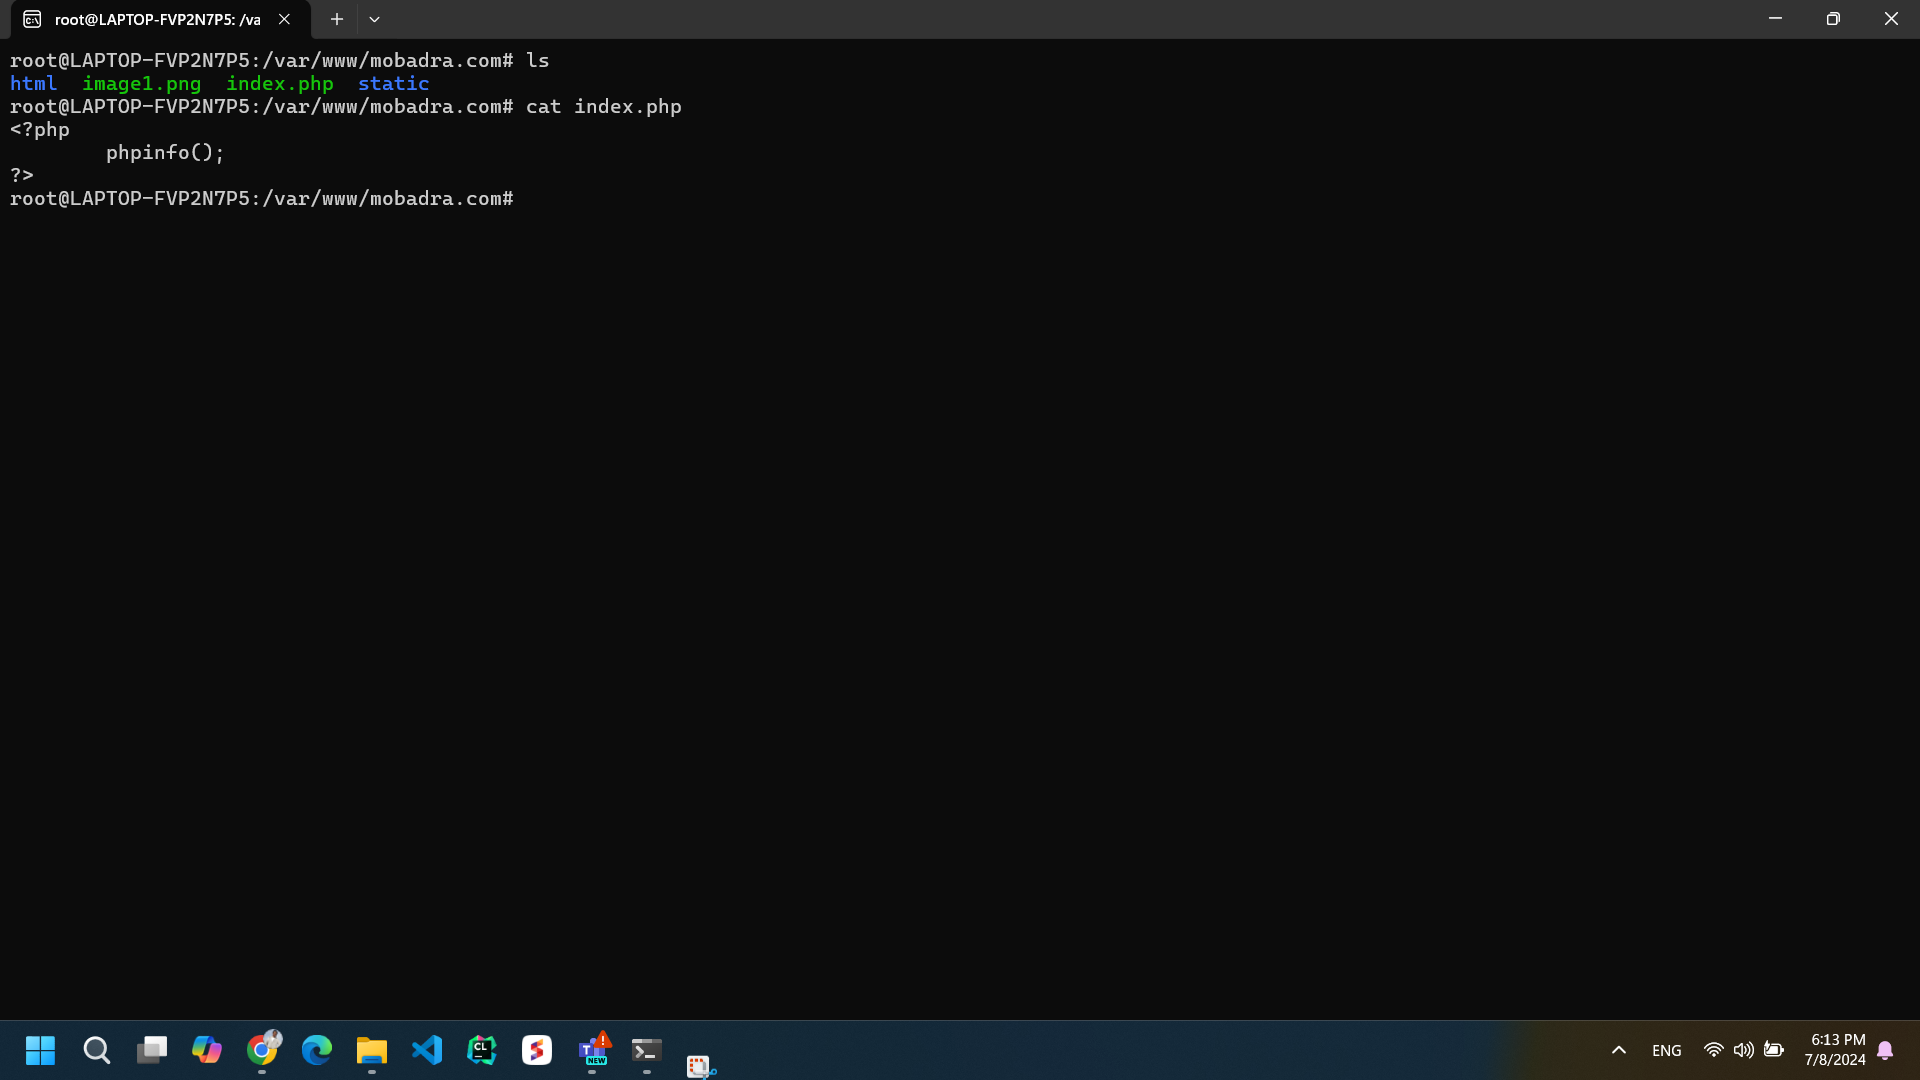 root@LAPTOP-FVP2N7P5: /va
root@LAPTOP-FVP2N7P5:/var/www/mobadra.com# ls
html  image1.png  index.php  static
root@LAPTOP-FVP2N7P5:/var/www/mobadra.com# cat index.php
<?php
        phpinfo();
?>
root@LAPTOP-FVP2N7P5:/var/www/mobadra.com#
CL
T
NEW
ENG
6:13 PM
7/8/2024